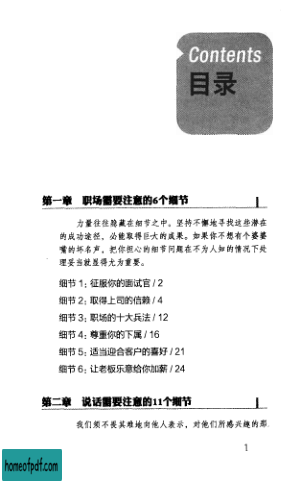 Contents
目录
第一章 职场需要注意的6个细节
力量往往隐藏在细节之中。坚持不懈地寻找这些潜在
的成功途径，必能取得巨大的成果。如果你不想有个婆婆
嘴的坏名声，把你担心的细节问题在不为人知的情况下处
理妥当就显得尤为重要。
细节1：征服你的面试官/2
细节2：取得上司的信赖/4
细节3：职场的十大兵法/12
细节4：尊重你的下属/16
细节5：适当迎合客户的喜好/21
细节6：让老板乐意给你加薪/24
第二章 说话需要注意的11个细节
我们须不畏其难地向他人表示，对他们所感兴趣的那
1
homeofpdf.com